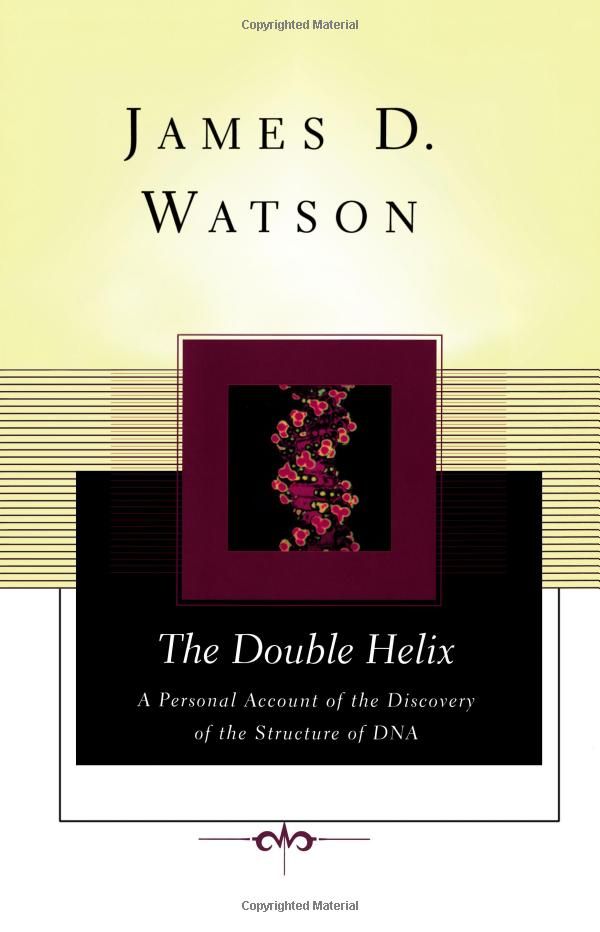 Copyrighted Material
JAMES D.
WATSON
The Double Helix
A Personal Account of the Discovery
of the Structure of DNA
Copyrighted Material